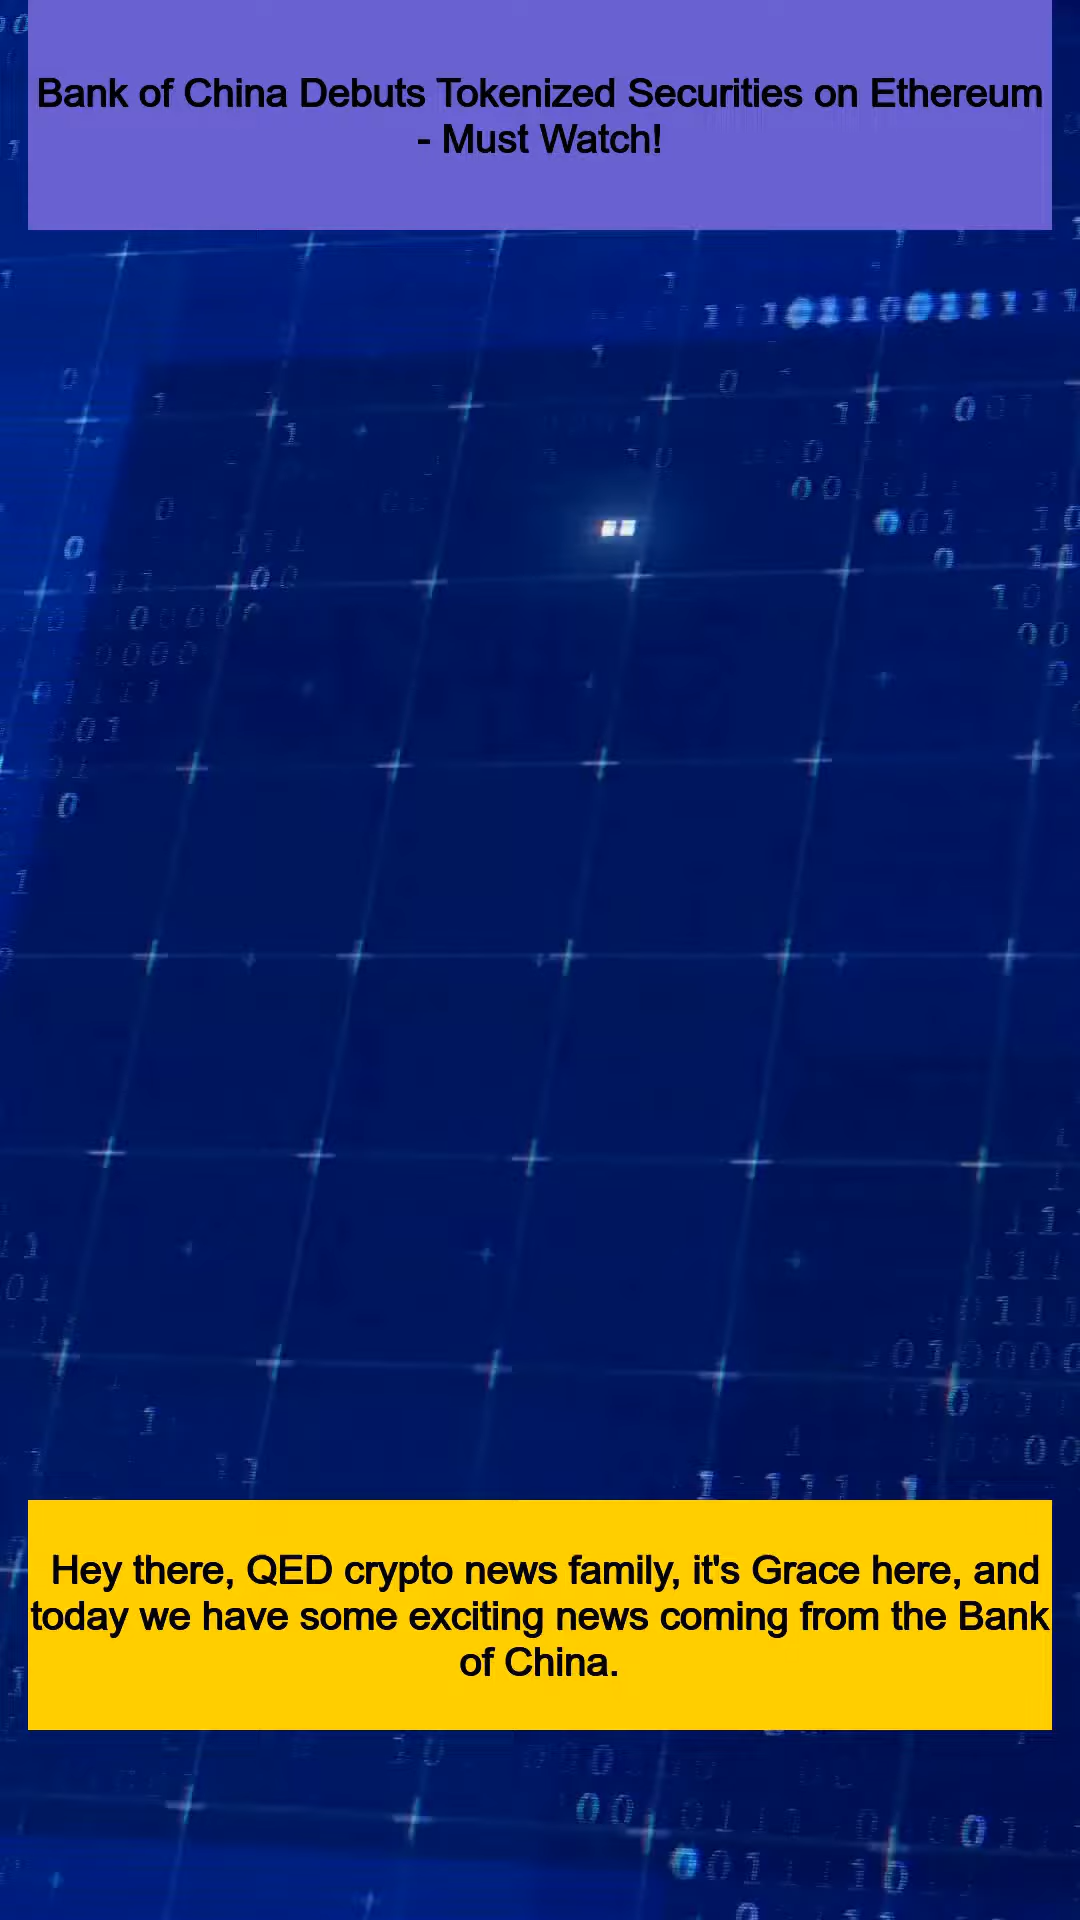 Bank of China Debuts Tokenized Securities on Ethereum
- Must Watch!
Hey there, QED crypto news family, it's Grace here, and
today we have some exciting news coming from the Bank
of China.